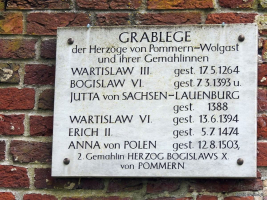 GRABLEGE
der Herzöge von Pommern-Wolgast
und ihrer Gemahlinnen
WARTISLAW III. gest. 17.5.1264
BOGISLAW VI. gest. 7.3.1393 u.
JUTTA von SACHSEN-LAUENBURG
gest. 1388
WARTISLAW VI. gest. 13.6.1394
ERICH II. gest. 5.7.1474
ANNA von POLEN gest. 12.8.1503,
2. Gemahlin HERZOG BOGISLAWS X.
von POMMERN